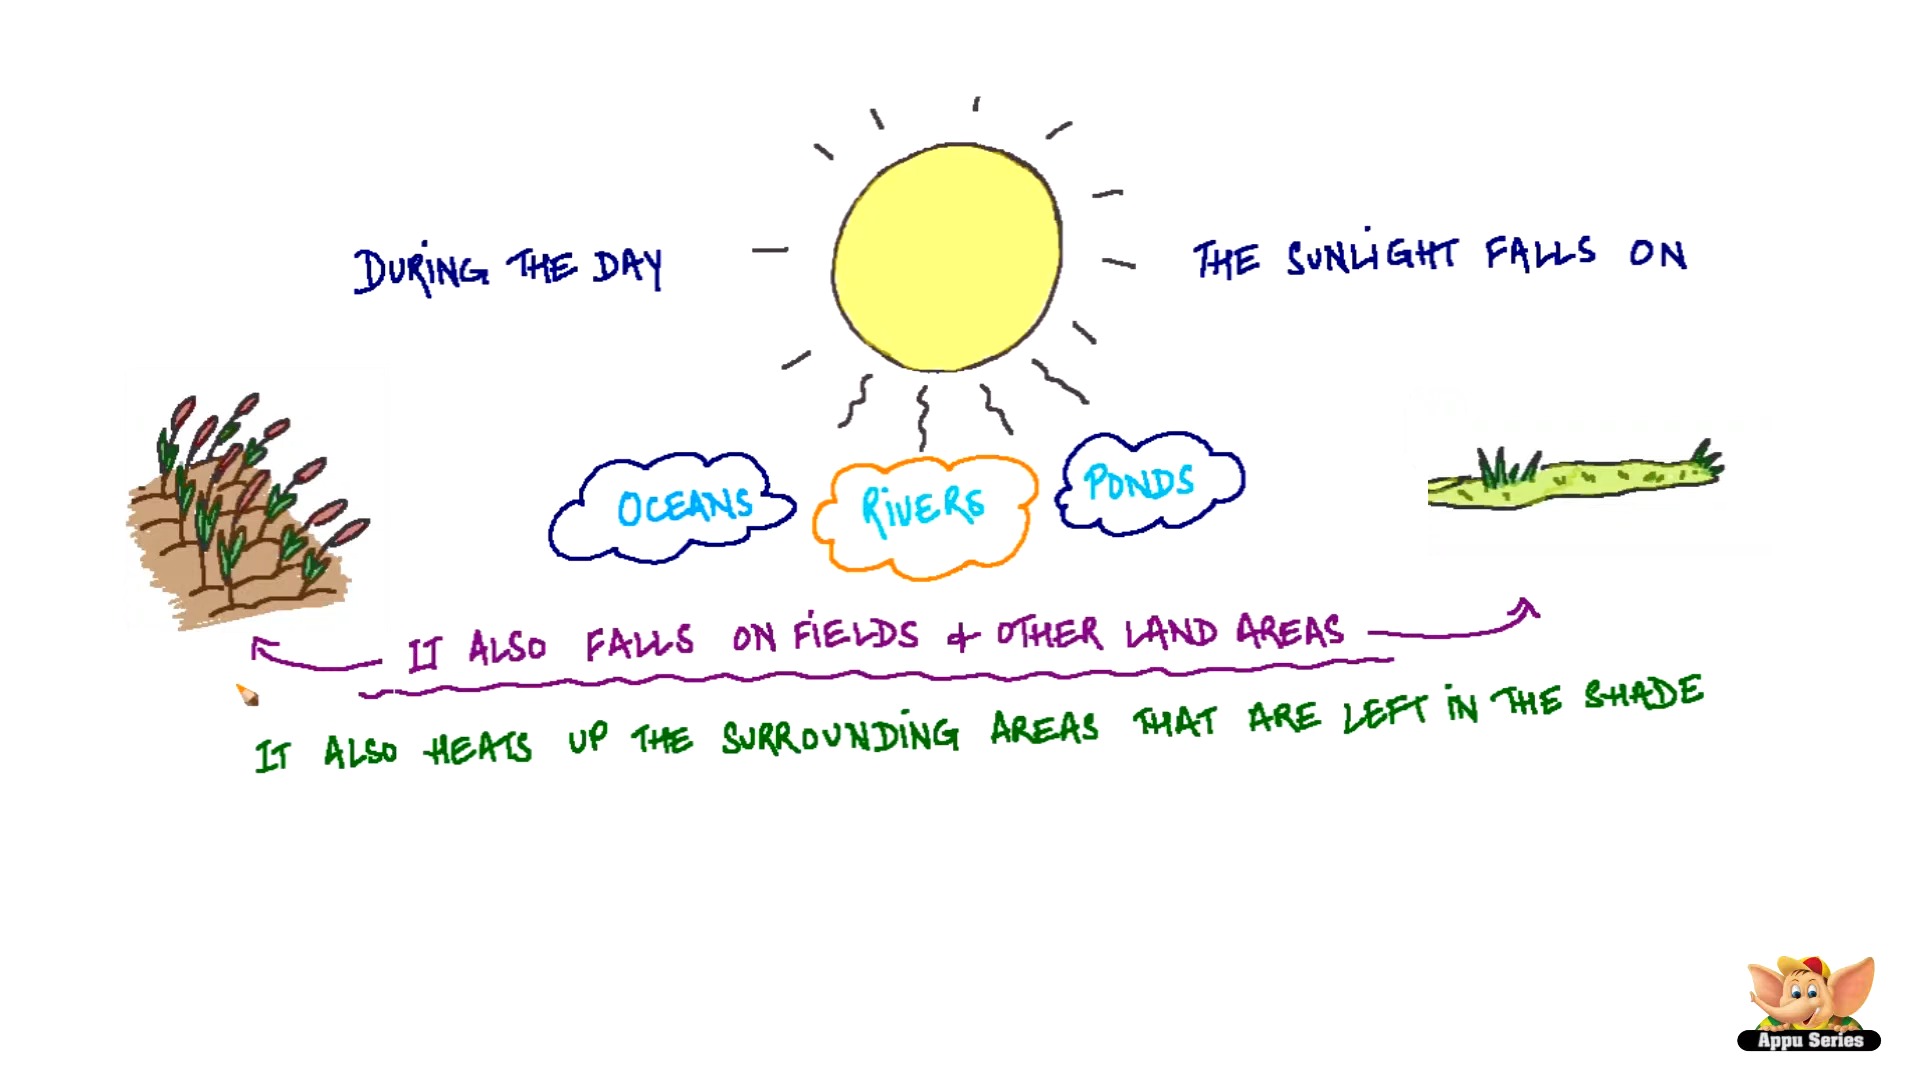 DURING THE DAY
THE SUNLIGHT FALLS ON
OCEANS
RIVERS
PONDS
IT ALSO FALLS ON FIELDS & OTHER LAND AREAS
IT ALSO HEATS UP THE SURROUNDING AREAS THAT ARE LEFT IN THE SHADE
Appu Series